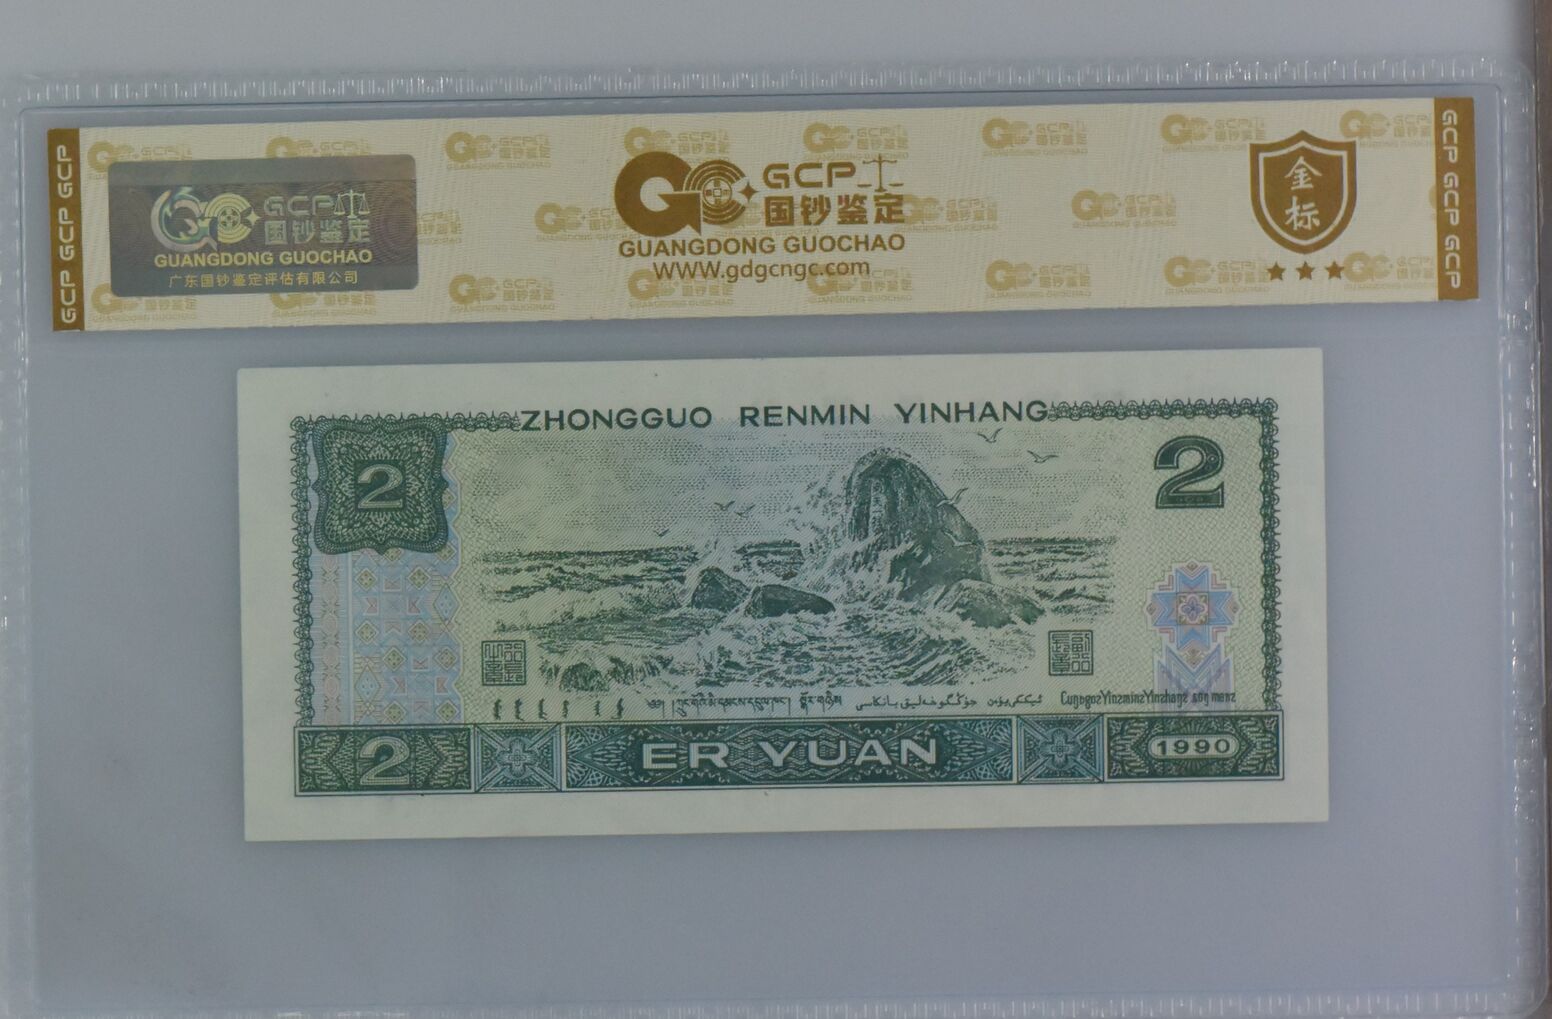 GCP GCP GCP
GCP
国钞鉴定
GUANGDONG GUOCHAO
广东国钞鉴定评估有限公司
GCP
国钞鉴定
GUANGDONG GUOCHAO
WWW.gdgcngc.com
金标
GCP GCP GCP
ZHONGGUO RENMIN YINHANG
2
2
2
ER YUAN
1990